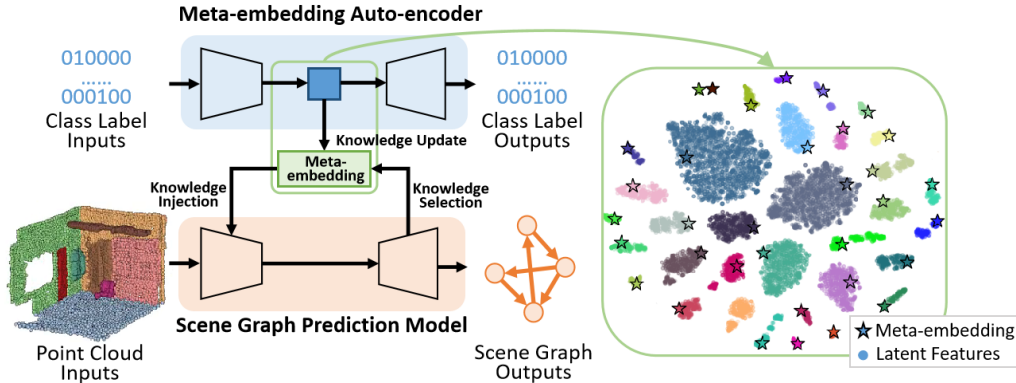 Meta-embedding Auto-encoder
010000
......
000100
Class Label
Inputs
010000
......
000100
Class Label
Outputs
Knowledge Update
Meta-
embedding
Knowledge
Injection
Knowledge
Selection
Scene Graph Prediction Model
Point Cloud
Inputs
Scene Graph
Outputs
Meta-embedding
Latent Features